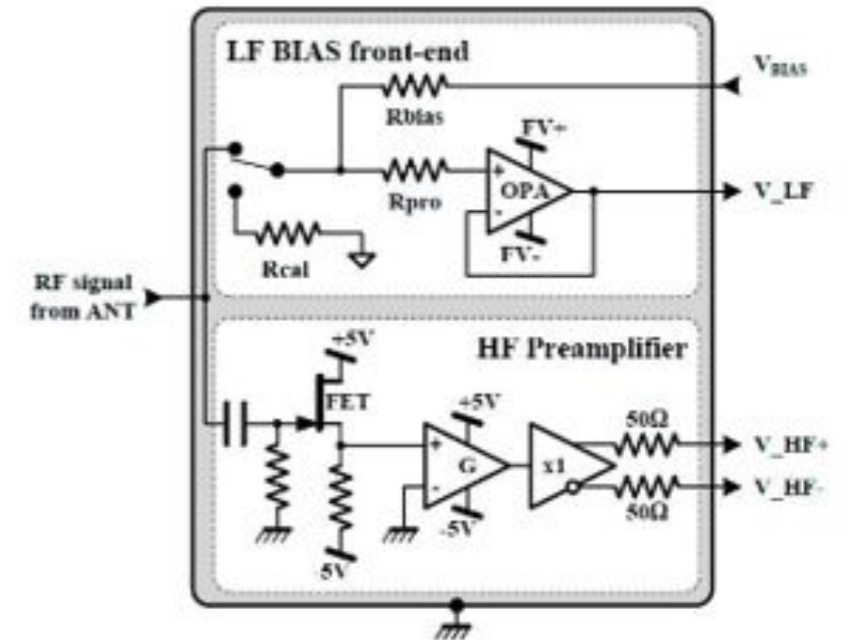 LF BIAS front-end
V_BIAS
Rbias
FV+
OPA
+
-
V_LF
Rpro
FV-
Rcal
RF signal
from ANT
HF Preamplifier
+5V
FET
+5V
50Ω
V_HF+
+
G
x1
-
V_HF-
-5V
50Ω
5V